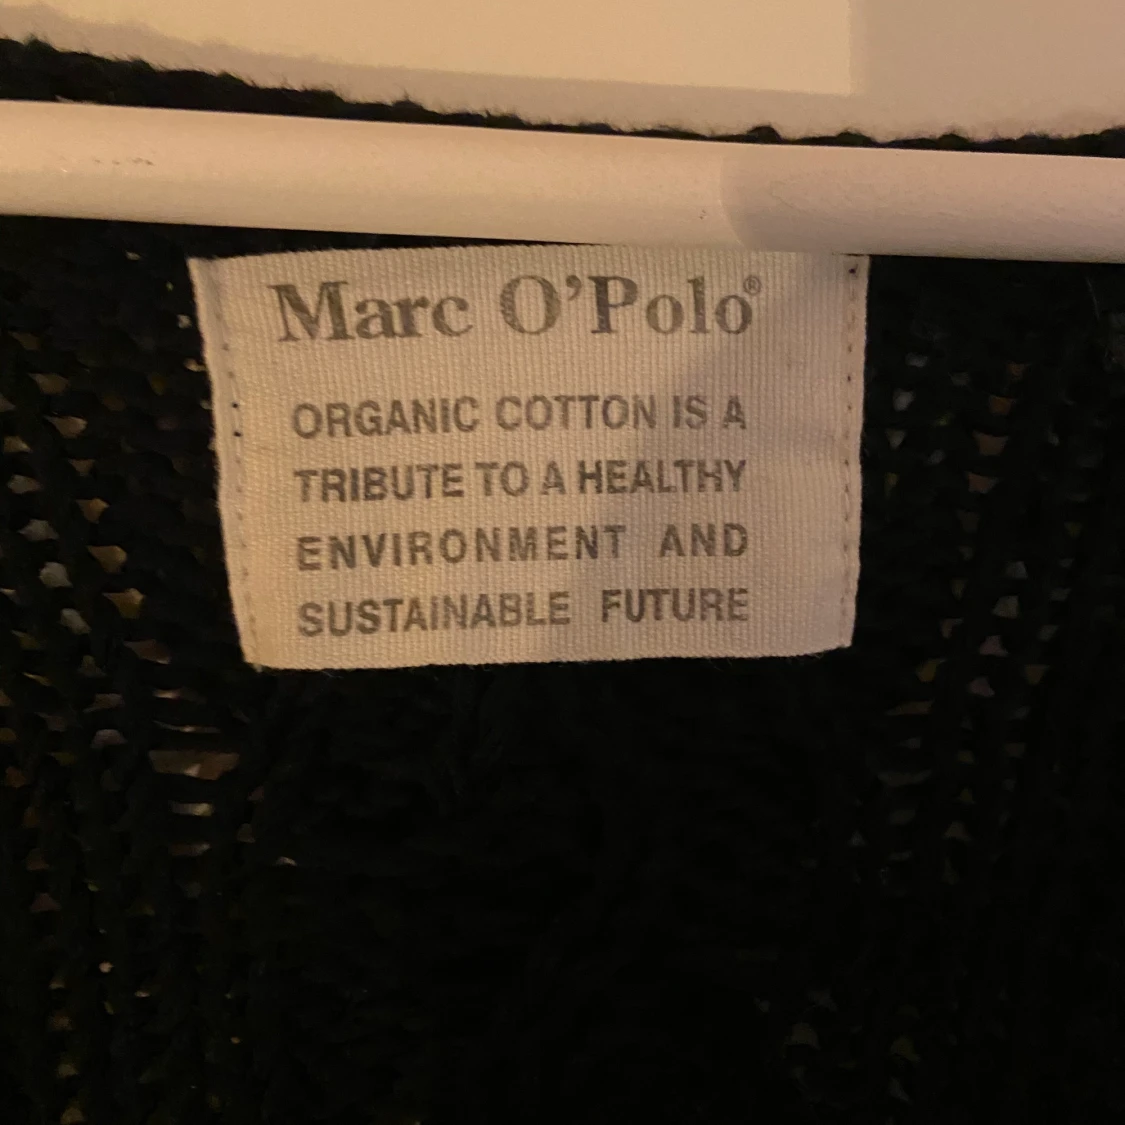 Marc O'Polo®
ORGANIC COTTON IS A
TRIBUTE TO A HEALTHY
ENVIRONMENT AND
SUSTAINABLE FUTURE